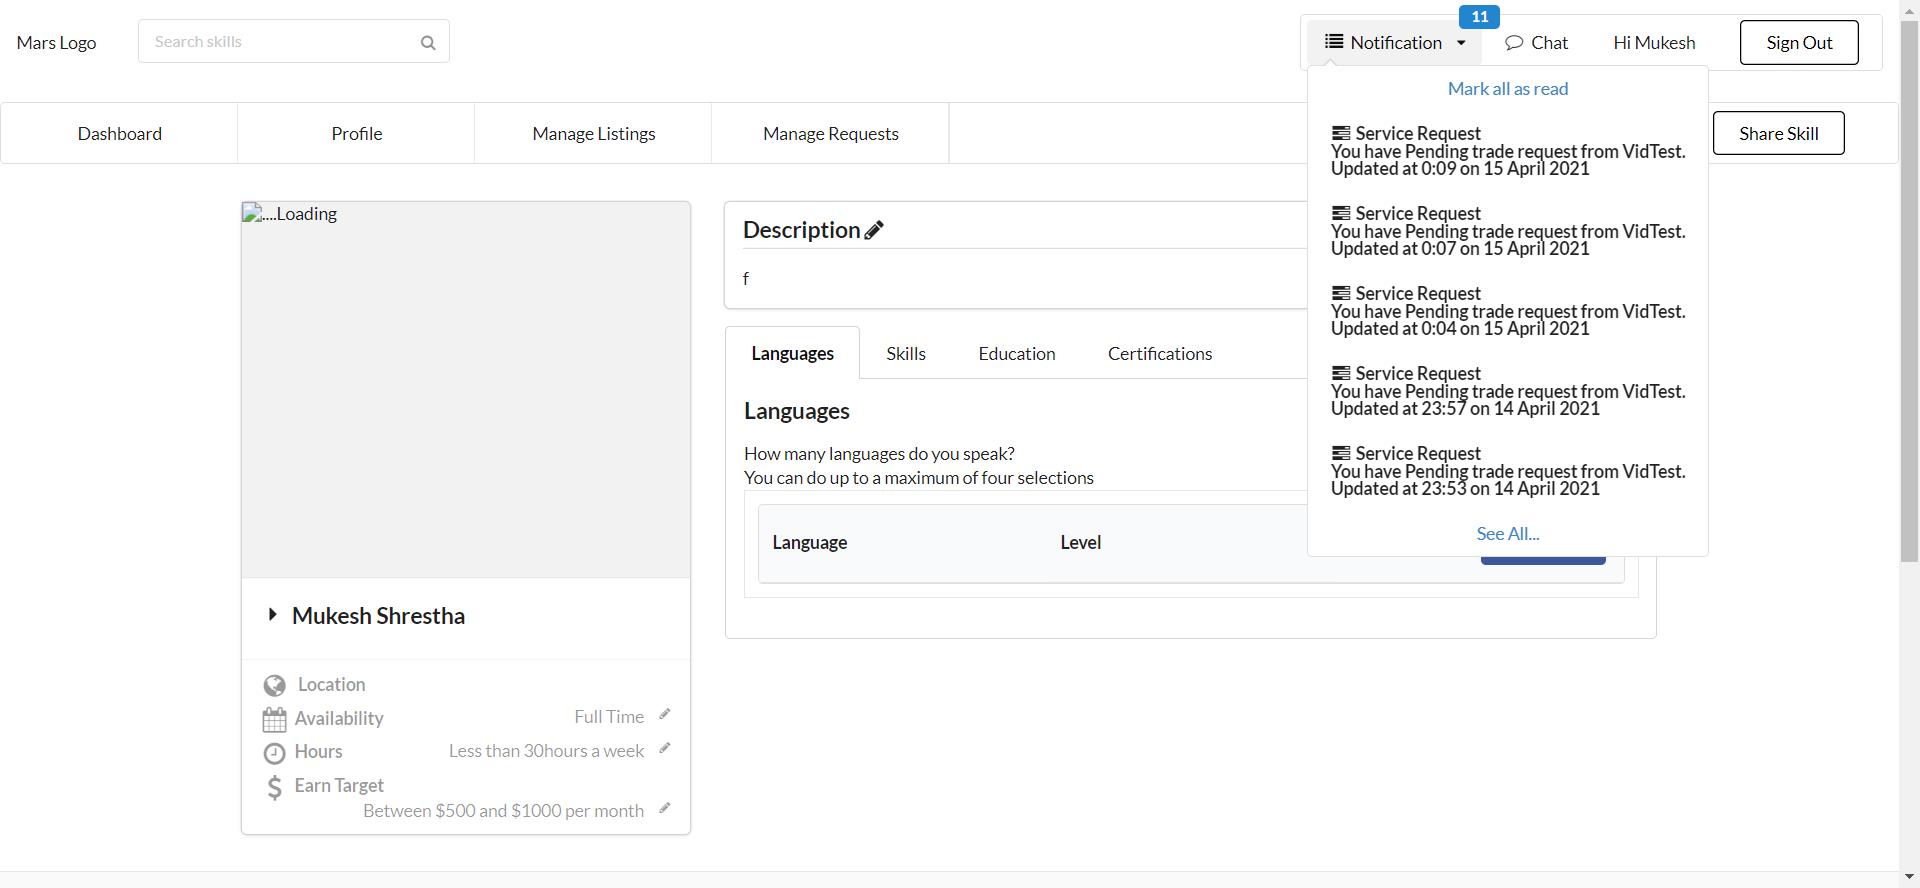 11
Mars Logo
Search skills
Notification
Chat
Hi Mukesh
Sign Out
Mark all as read
Dashboard
Profile
Manage Listings
Manage Requests
Share Skill
Service Request
You have Pending trade request from VidTest.
Updated at 0:09 on 15 April 2021
Service Request
You have Pending trade request from VidTest.
Updated at 0:07 on 15 April 2021
Service Request
You have Pending trade request from VidTest.
Updated at 0:04 on 15 April 2021
Service Request
You have Pending trade request from VidTest.
Updated at 23:57 on 14 April 2021
Service Request
You have Pending trade request from VidTest.
Updated at 23:53 on 14 April 2021
See All...
....Loading
Mukesh Shrestha
Location
Availability
Full Time
Hours
Less than 30hours a week
Earn Target
Between $500 and $1000 per month
Description
f
Languages
Skills
Education
Certifications
Languages
How many languages do you speak?
You can do up to a maximum of four selections
Language
Level